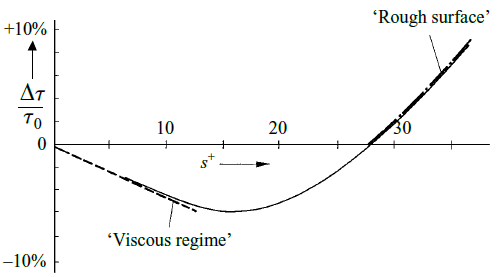 +10%
‘Rough surface’
Δτ
τ0
10
20
30
0
s+
‘Viscous regime’
–10%